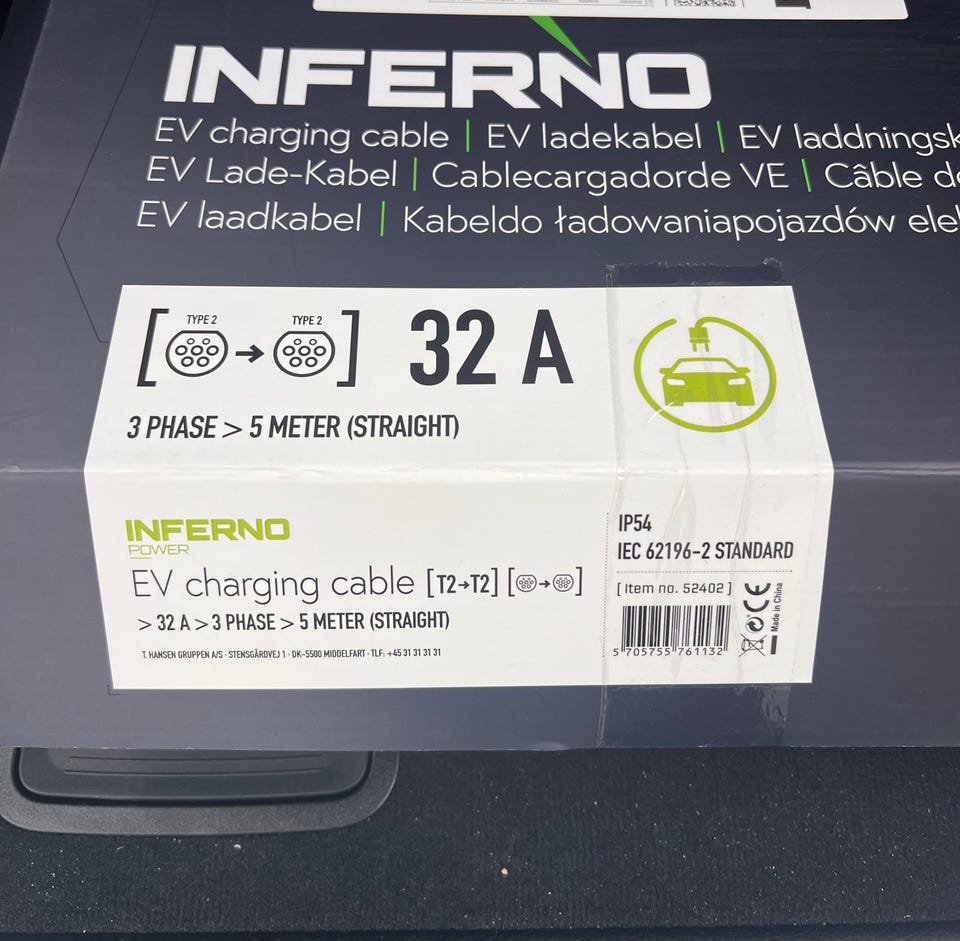 INFERNO
EV charging cable | EV ladekabel | EV laddningsk
EV Lade-Kabel | Cablecargadorde VE | Câble de
EV laadkabel | Kabeldo ładowaniapojazdów elek
[TYPE 2 → TYPE 2] 32 A
3 PHASE > 5 METER (STRAIGHT)
INFERNO
POWER
EV charging cable [T2→T2] [→]
> 32 A > 3 PHASE > 5 METER (STRAIGHT)
T. HANSEN GRUPPEN A/S · STENSGÅRDVEJ 1 · DK-5500 MIDDELFART · TLF: +45 31 31 31 31
IP54
IEC 62196-2 STANDARD
[ Item no. 52402 ]
5 705755 761132
CE
Made in China